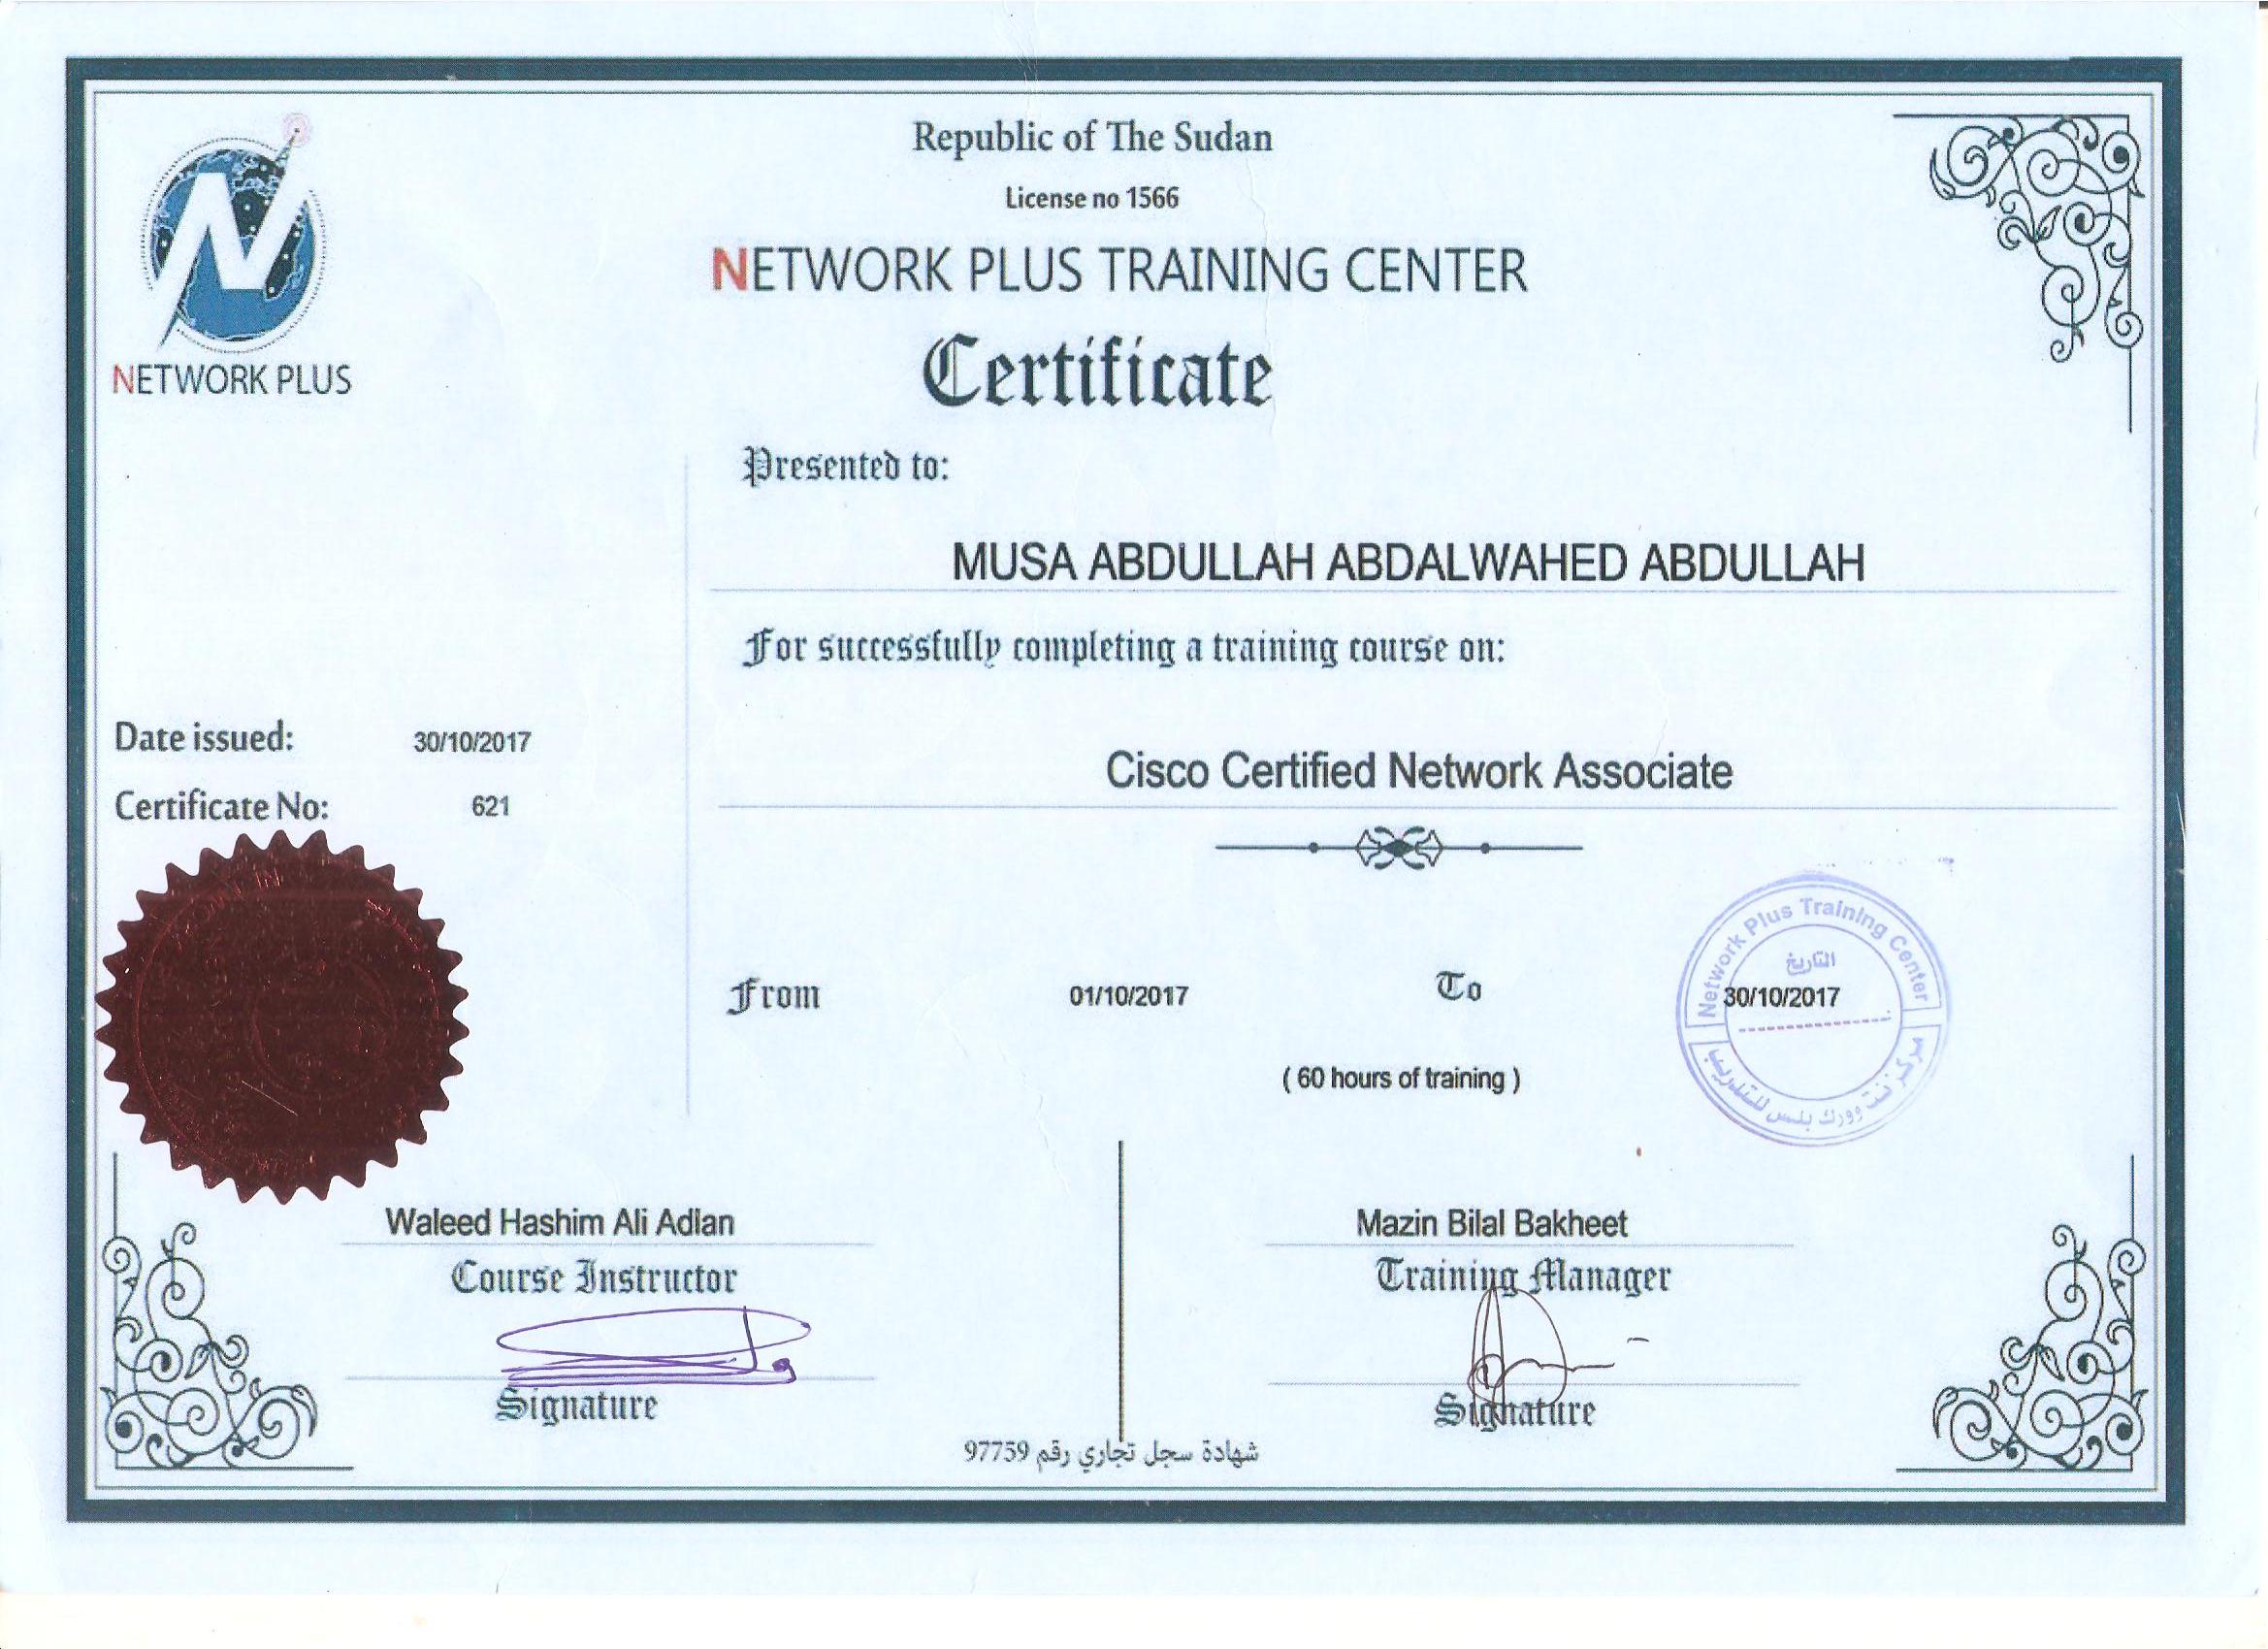 Republic of The Sudan
License no 1566
NETWORK PLUS TRAINING CENTER
NETWORK PLUS
Certificate
Presented to:
MUSA ABDULLAH ABDALWAHED ABDULLAH
For successfully completing a training course on:
Date issued: 30/10/2017
Cisco Certified Network Associate
Certificate No: 621
Network Plus Training Center
التاريخ
From 01/10/2017 To 30/10/2017
مركز نت وورك بلس للتدريب
( 60 hours of training )
Waleed Hashim Ali Adlan
Course Instructor
Signature
Mazin Bilal Bakheet
Training Manager
Signature
شهادة سجل تجاري رقم 97759